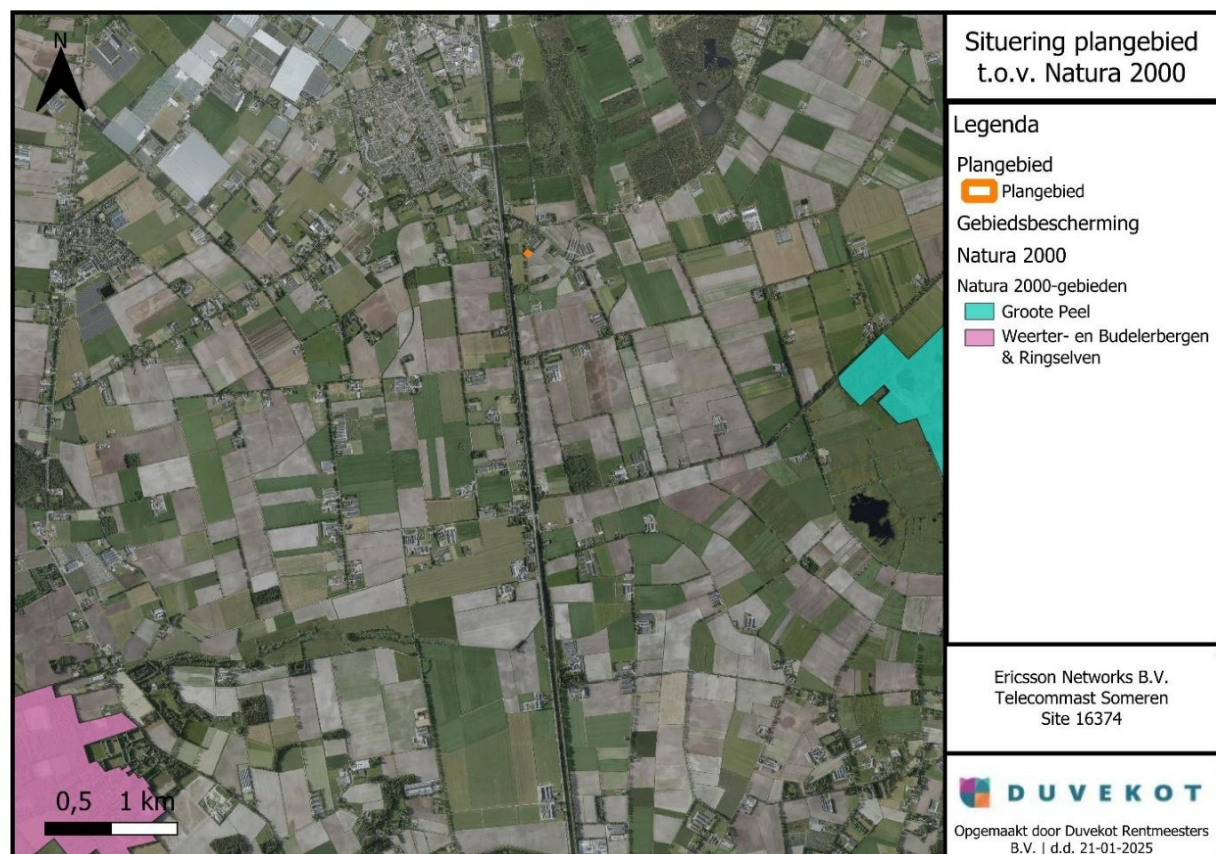 N
Situering plangebied
t.o.v. Natura 2000
Legenda
Plangebied
Plangebied
Gebiedsbescherming
Natura 2000
Natura 2000-gebieden
Groote Peel
Weerter- en Budelerbergen
& Ringselven
0,5 1 km
Ericsson Networks B.V.
Telecommast Someren
Site 16374
DUVEKOT
Opgemaakt door Duvekot Rentmeesters
B.V. | d.d. 21-01-2025